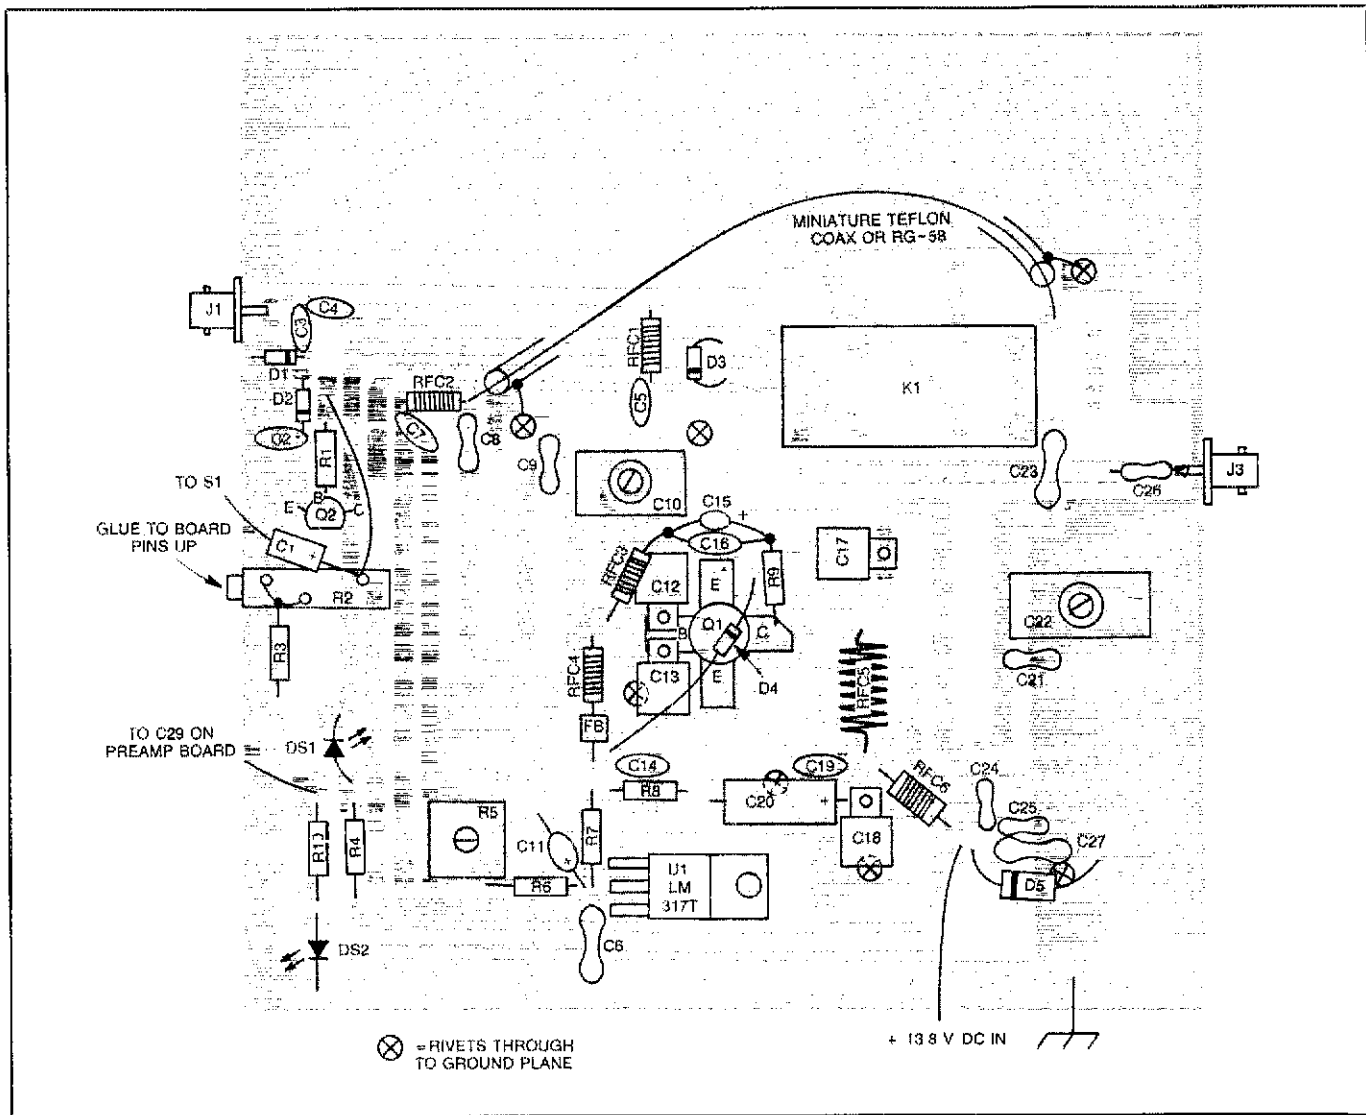 MINIATURE TEFLON
COAX OR RG-58
J1
C4
C3
D1
RFC1
D3
K1
RFC2
D2
C5
C7
C8
R1
C9
C23
J3
C26
TO S1
B
E
Q2
C
C10
C15
+
GLUE TO BOARD
PINS UP
C1
+
C16
C17
RFC3
C12
E
R9
R2
Q1
B
C
C22
R3
RFC4
C13
E
D4
RFC5
C21
TO C29 ON
PREAMP BOARD
DS1
FB
C14
C19
RFC6
C24
R8
C20
+
R5
C25
R4
C11
+
R7
C18
C27
U1
LM
317T
R6
D5
DS2
C6
+ 13.8 V DC IN
=RIVETS THROUGH
TO GROUND PLANE